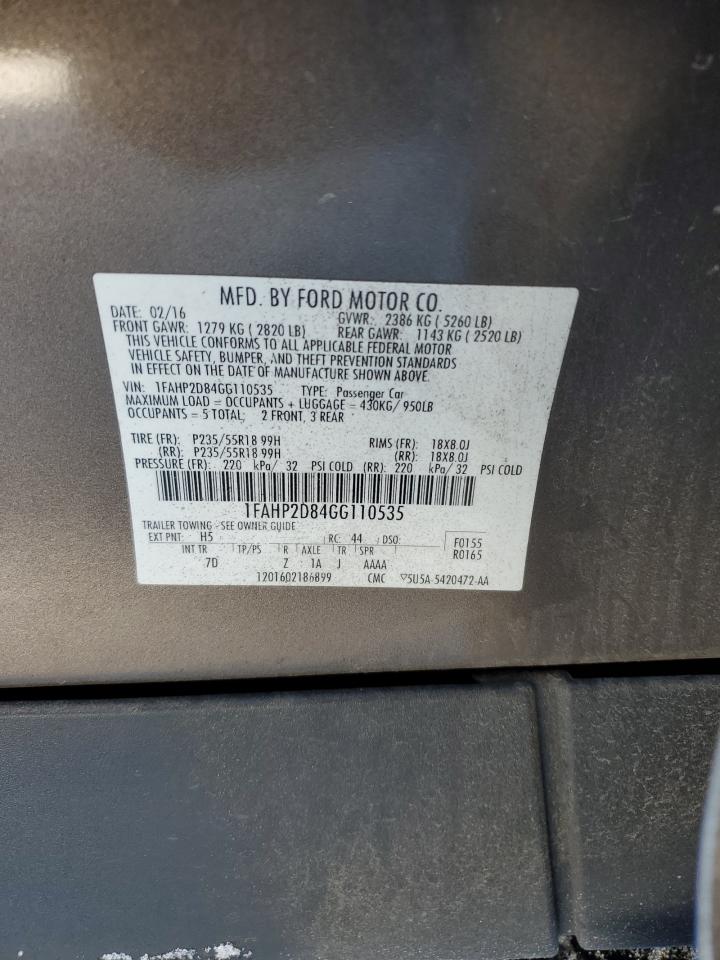 MFD. BY FORD MOTOR CO.
DATE: 02/16 GVWR: 2386 KG ( 5260 LB)
FRONT GAWR: 1279 KG ( 2820 LB) REAR GAWR: 1143 KG ( 2520 LB)
THIS VEHICLE CONFORMS TO ALL APPLICABLE FEDERAL MOTOR
VEHICLE SAFETY, BUMPER, AND THEFT PREVENTION STANDARDS
IN EFFECT ON THE DATE OF MANUFACTURE SHOWN ABOVE.
VIN: 1FAHP2D84GG110535 TYPE: Passenger Car
MAXIMUM LOAD = OCCUPANTS + LUGGAGE = 430KG/ 950LB
OCCUPANTS = 5 TOTAL; 2 FRONT, 3 REAR
TIRE (FR): P235/55R18 99H RIMS (FR): 18X8.0J
(RR): P235/55R18 99H (RR): 18X8.0J
PRESSURE (FR): 220 kPa/ 32 PSI COLD (RR): 220 kPa/ 32 PSI COLD
1FAHP2D84GG110535
TRAILER TOWING - SEE OWNER GUIDE
EXT PNT: H5 RC: 44 DSO: F0155
INT TR TP/PS R AXLE TR SPR R0165
7D Z 1A J AAAA
1201602186899 CMC ▽5U5A-5420472-AA